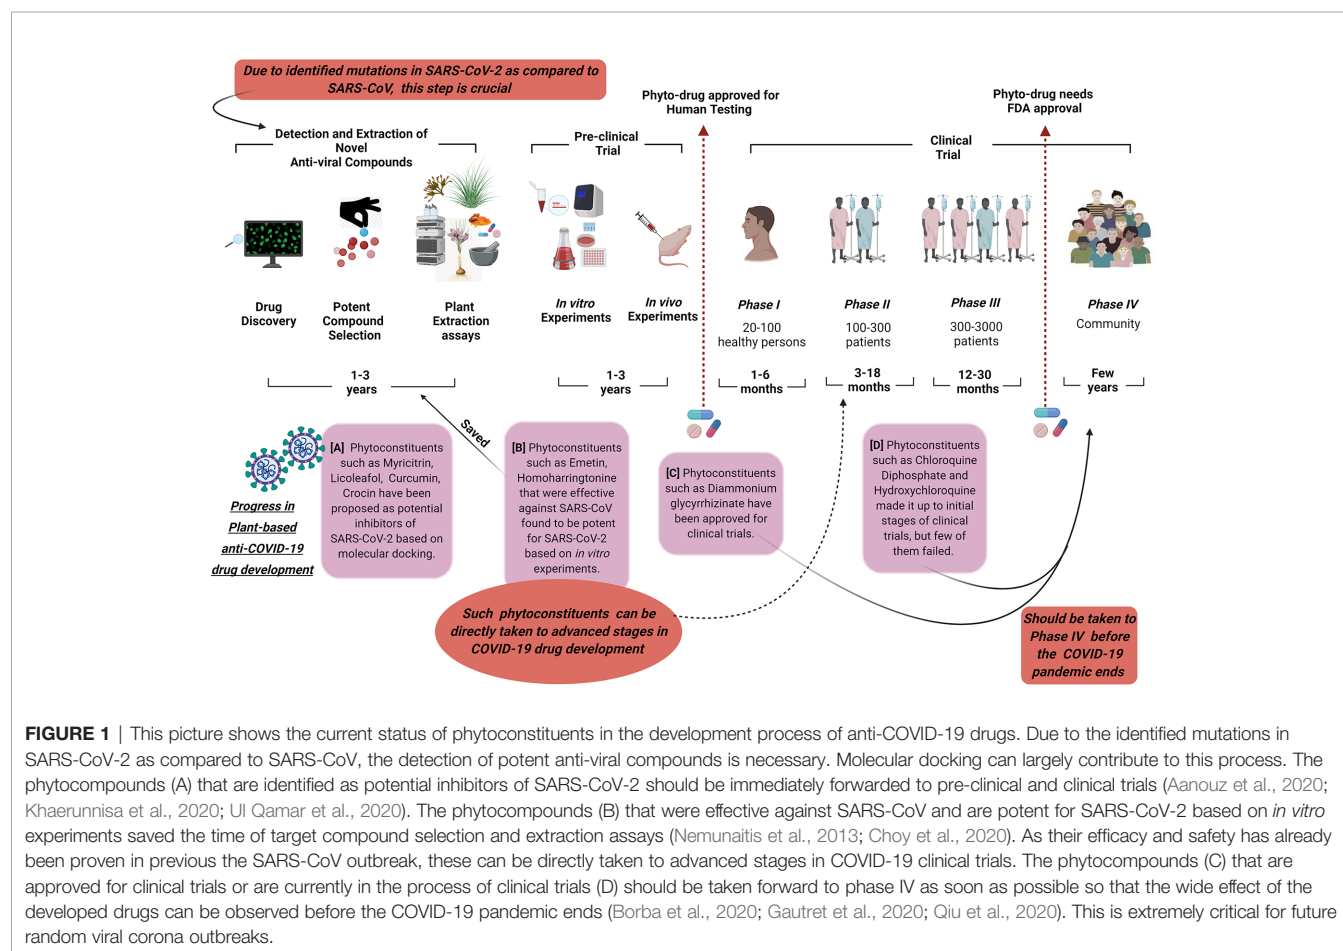 Due to identified mutations in SARS-CoV-2 as compared to
SARS-CoV, this step is crucial
Detection and Extraction of
Novel
Anti-viral Compounds
Pre-clinical
Trial
Phyto-drug approved for
Human Testing
Clinical
Trial
Phyto-drug needs
FDA approval
Drug
Discovery
Potent
Compound
Selection
Plant
Extraction
assays
In vitro
Experiments
In vivo
Experiments
Phase I
20-100
healthy persons
Phase II
100-300
patients
Phase III
300-3000
patients
Phase IV
Community
1-3
years
1-3
years
1-6
months
3-18
months
12-30
months
Few
years
Saved
Progress in
Plant-based
anti-COVID-19
drug development
[A] Phytoconstituents
such as Myricitrin,
Licoleafol, Curcumin,
Crocin have been
proposed as potential
inhibitors of
SARS-CoV-2 based on
molecular docking.
[B] Phytoconstituents
such as Emetin,
Homoharringtonine
that were effective
against SARS-CoV
found to be potent
for SARS-CoV-2
based on in vitro
experiments.
[C] Phytoconstituents
such as Diammonium
glycyrrhizinate have
been approved for
clinical trials.
[D] Phytoconstituents
such as Chloroquine
Diphosphate and
Hydroxychloroquine
made it up to initial
stages of clinical
trials, but few of
them failed.
Such phytoconstituents can be
directly taken to advanced stages in
COVID-19 drug development
Should be taken to
Phase IV before
the COVID-19
pandemic ends
FIGURE 1 | This picture shows the current status of phytoconstituents in the development process of anti-COVID-19 drugs. Due to the identified mutations in
SARS-CoV-2 as compared to SARS-CoV, the detection of potent anti-viral compounds is necessary. Molecular docking can largely contribute to this process. The
phytocompounds (A) that are identified as potential inhibitors of SARS-CoV-2 should be immediately forwarded to pre-clinical and clinical trials (Aanouz et al., 2020;
Khaerunnisa et al., 2020; Ul Qamar et al., 2020). The phytocompounds (B) that were effective against SARS-CoV and are potent for SARS-CoV-2 based on in vitro
experiments saved the time of target compound selection and extraction assays (Nemunaitis et al., 2013; Choy et al., 2020). As their efficacy and safety has already
been proven in previous the SARS-CoV outbreak, these can be directly taken to advanced stages in COVID-19 clinical trials. The phytocompounds (C) that are
approved for clinical trials or are currently in the process of clinical trials (D) should be taken forward to phase IV as soon as possible so that the wide effect of the
developed drugs can be observed before the COVID-19 pandemic ends (Borba et al., 2020; Gautret et al., 2020; Qiu et al., 2020). This is extremely critical for future
random viral corona outbreaks.